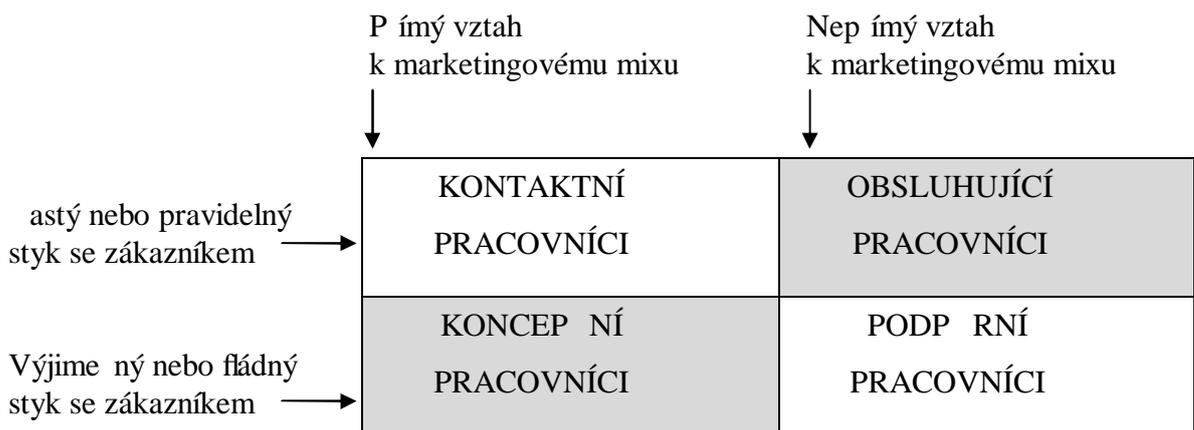 P ímý vztah
k marketingovému mixu
Nep ímý vztah
k marketingovému mixu
astý nebo pravidelný
styk se zákazníkem
KONTAKTNÍ
PRACOVNÍCI
OBSLUHUJÍCÍ
PRACOVNÍCI
Výjime ný nebo fládný
styk se zákazníkem
KONCEP NÍ
PRACOVNÍCI
PODP RNÍ
PRACOVNÍCI